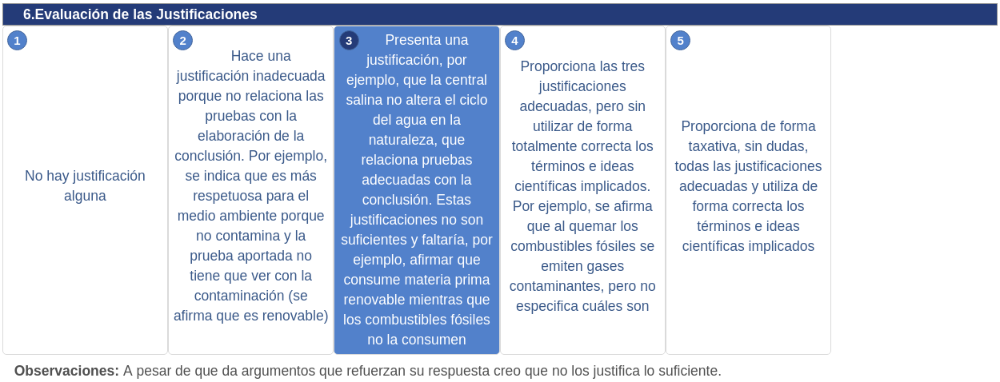 6.Evaluación de las Justificaciones
1
No hay justificación
alguna
2
Hace una
justificación inadecuada
porque no relaciona las
pruebas con la
elaboración de la
conclusión. Por ejemplo,
se indica que es más
respetuosa para el
medio ambiente porque
no contamina y la
prueba aportada no
tiene que ver con la
contaminación (se
afirma que es renovable)
3
Presenta una
justificación, por
ejemplo, que la central
salina no altera el ciclo
del agua en la
naturaleza, que
relaciona pruebas
adecuadas con la
conclusión. Estas
justificaciones no son
suficientes y faltaría, por
ejemplo, afirmar que
consume materia prima
renovable mientras que
los combustibles fósiles
no la consumen
4
Proporciona las tres
justificaciones
adecuadas, pero sin
utilizar de forma
totalmente correcta los
términos e ideas
científicas implicados.
Por ejemplo, se afirma
que al quemar los
combustibles fósiles se
emiten gases
contaminantes, pero no
especifica cuáles son
5
Proporciona de forma
taxativa, sin dudas,
todas las justificaciones
adecuadas y utiliza de
forma correcta los
términos e ideas
científicas implicados
Observaciones: A pesar de que da argumentos que refuerzan su respuesta creo que no los justifica lo suficiente.